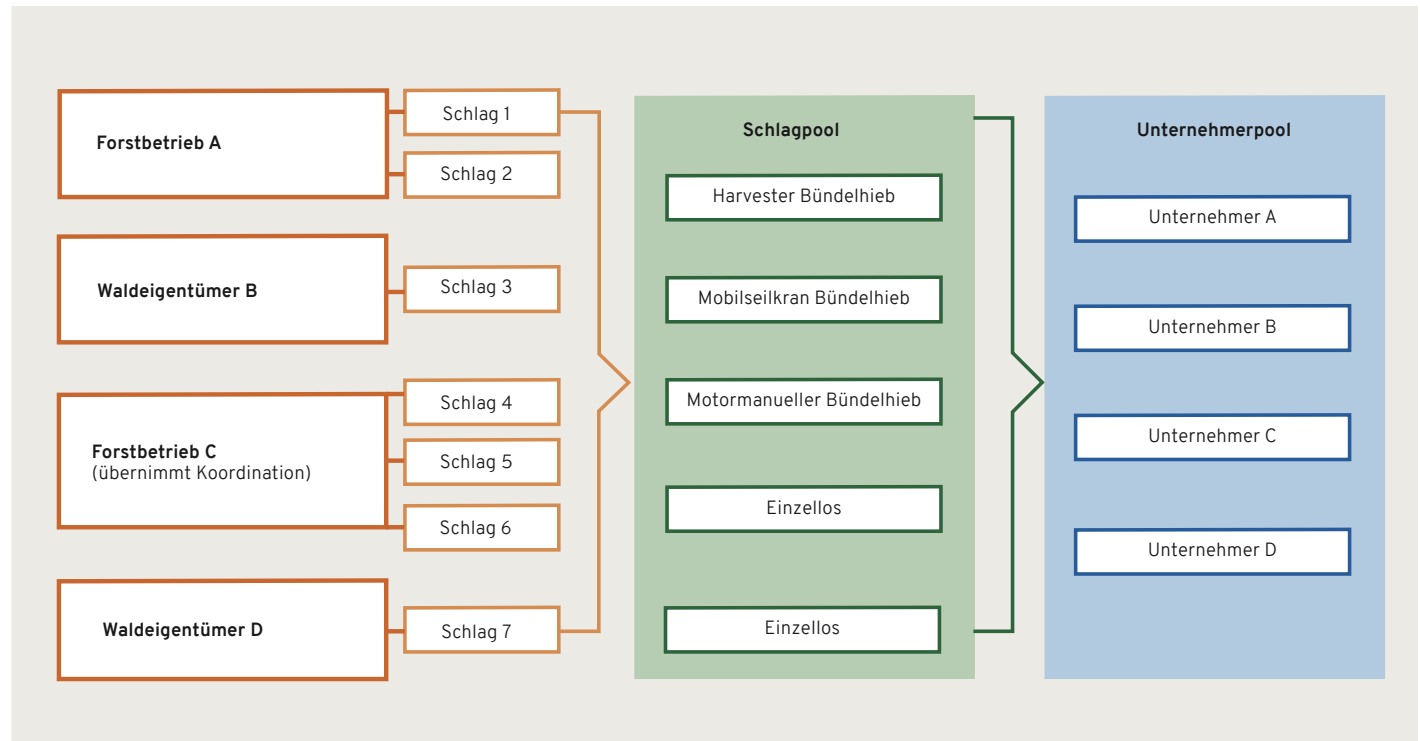 Forstbetrieb A
Schlag 1
Schlag 2
Waldeigentümer B
Schlag 3
Forstbetrieb C
(übernimmt Koordination)
Schlag 4
Schlag 5
Schlag 6
Waldeigentümer D
Schlag 7
Schlagpool
Harvester Bündelhieb
Mobilseilkran Bündelhieb
Motormanueller Bündelhieb
Einzellos
Einzellos
Unternehmerpool
Unternehmer A
Unternehmer B
Unternehmer C
Unternehmer D